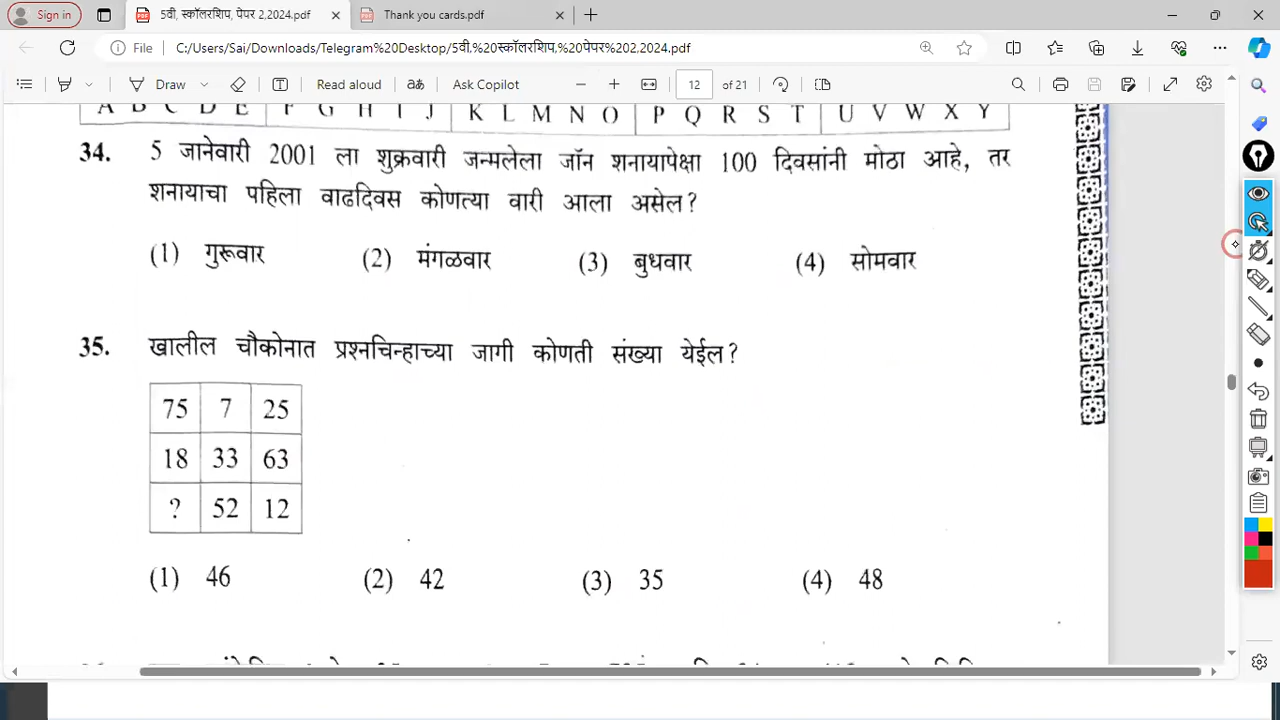 Sign in
5वी, स्कॉलरशिप, पेपर 2,2024.pdf
Thank you cards.pdf
File C:/Users/Sai/Downloads/Telegram%20Desktop/5वी.%20स्कॉलरशिप.%20पेपर%202.2024.pdf
Draw Read aloud aあ Ask Copilot 12 of 21
A B C D E F G H I J K L M N O P Q R S T U V W X Y
34. 5 जानेवारी 2001 ला शुक्रवारी जन्मलेला जॉन शनायापेक्षा 100 दिवसांनी मोठा आहे, तर
शनायाचा पहिला वाढदिवस कोणत्या वारी आला असेल?
(1) गुरूवार (2) मंगळवार (3) बुधवार (4) सोमवार
35. खालील चौकोनात प्रश्नचिन्हाच्या जागी कोणती संख्या येईल?
75 7 25
18 33 63
? 52 12
(1) 46 (2) 42 (3) 35 (4) 48